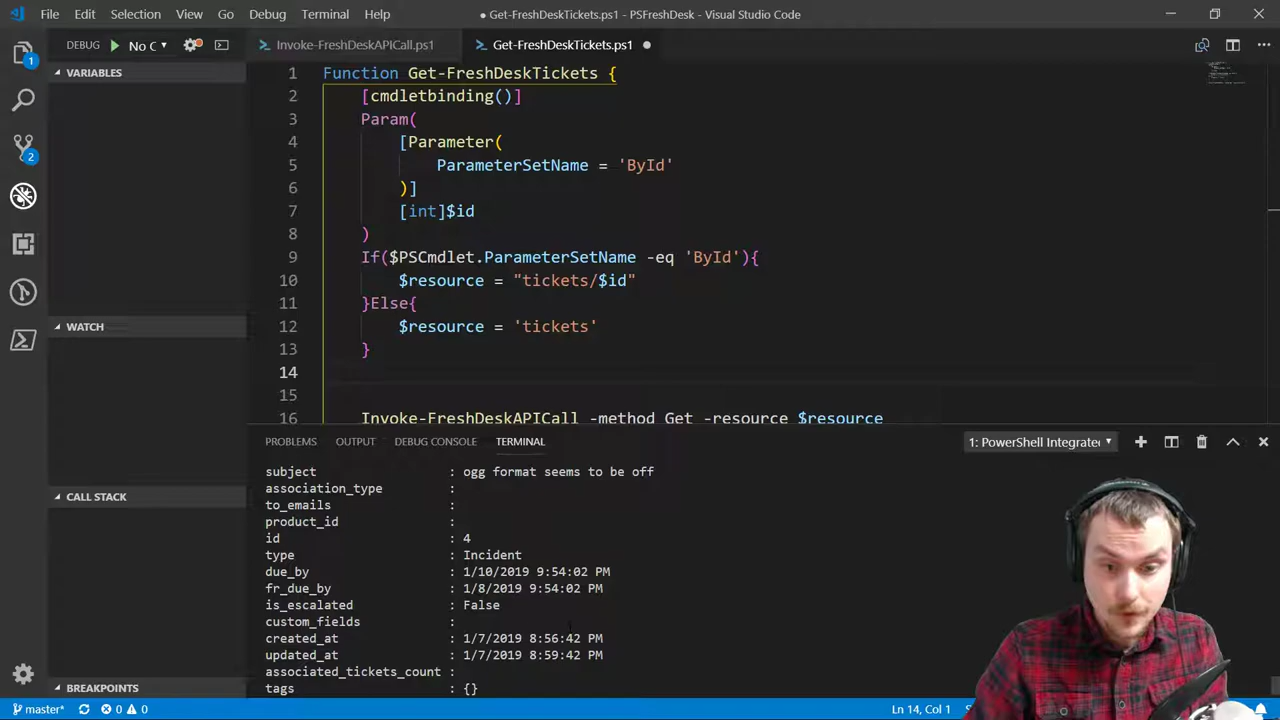 File Edit Selection View Go Debug Terminal Help
● Get-FreshDeskTickets.ps1 - PSFreshDesk - Visual Studio Code
DEBUG No C
Invoke-FreshDeskAPICall.ps1
Get-FreshDeskTickets.ps1 ●
VARIABLES
WATCH
CALL STACK
BREAKPOINTS
1
2
1 Function Get-FreshDeskTickets {
2 [cmdletbinding()]
3 Param(
4 [Parameter(
5 ParameterSetName = 'ById'
6 )]
7 [int]$id
8 )
9 If($PSCmdlet.ParameterSetName -eq 'ById'){
10 $resource = "tickets/$id"
11 }Else{
12 $resource = 'tickets'
13 }
14
15
16 Invoke-FreshDeskAPICall -method Get -resource $resource
PROBLEMS OUTPUT DEBUG CONSOLE TERMINAL
1: PowerShell Integrate
subject : ogg format seems to be off
association_type :
to_emails :
product_id :
id : 4
type : Incident
due_by : 1/10/2019 9:54:02 PM
fr_due_by : 1/8/2019 9:54:02 PM
is_escalated : False
custom_fields :
created_at : 1/7/2019 8:56:42 PM
updated_at : 1/7/2019 8:59:42 PM
associated_tickets_count :
tags : {}
master* 0 0
Ln 14, Col 1